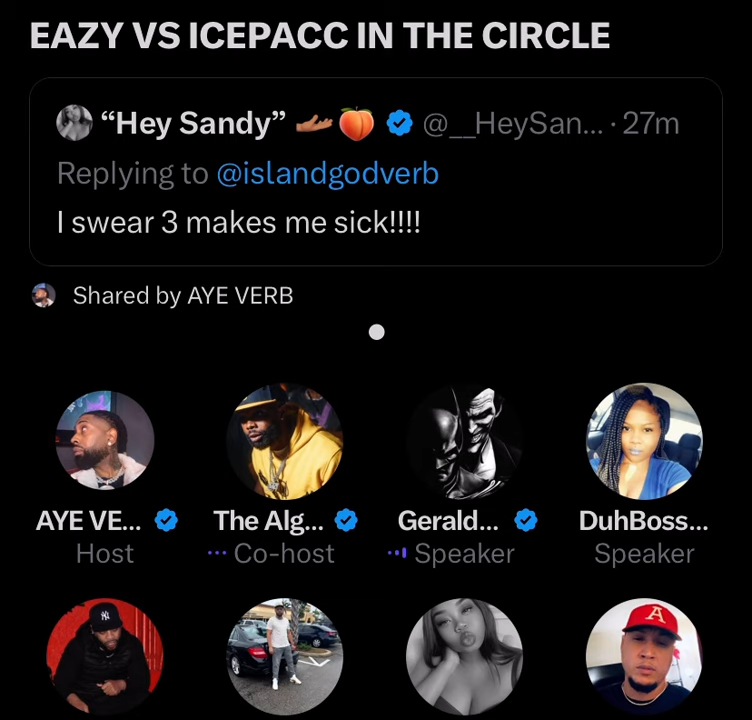 EAZY VS ICEPACC IN THE CIRCLE
“Hey Sandy” 🫴🏽🍑 @__HeySan... · 27m
Replying to @islandgodverb
I swear 3 makes me sick!!!!
Shared by AYE VERB
AYE VE... The Alg... Gerald... DuhBoss...
Host Co-host Speaker Speaker